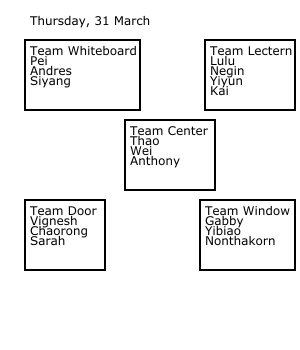 Thursday, 31 March
Team Whiteboard
Pei
Andres
Siyang
Team Lectern
Lulu
Negin
Yiyun
Kai
Team Center
Thao
Wei
Anthony
Team Door
Vignesh
Chaorong
Sarah
Team Window
Gabby
Yibiao
Nonthakorn